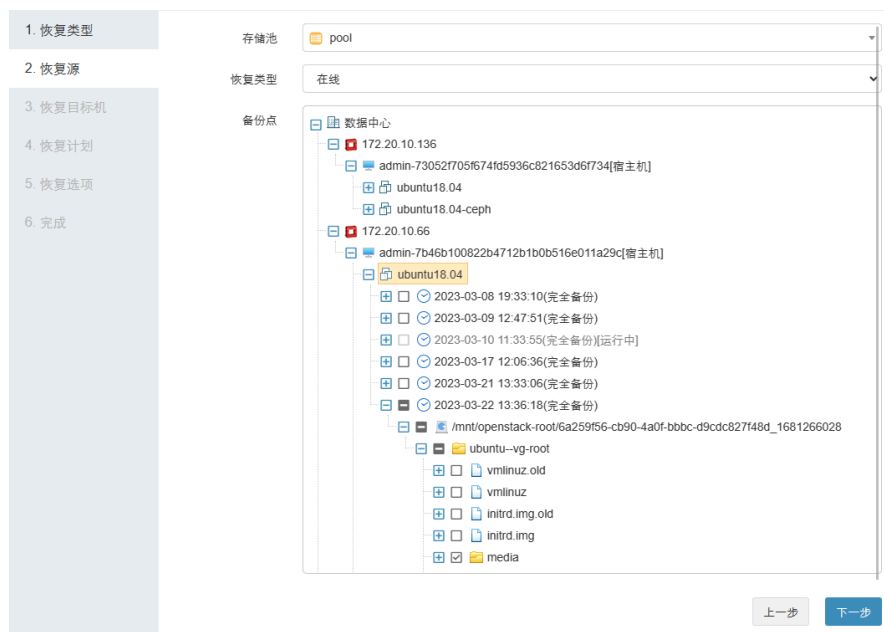 1. 恢复类型
2. 恢复源
3. 恢复目标机
4. 恢复计划
5. 恢复选项
6. 完成
存储池 pool
恢复类型 在线
备份点 数据中心
172.20.10.136
admin-73052f705f674fd5936c821653d6f734[宿主机]
ubuntu18.04
ubuntu18.04-ceph
172.20.10.66
admin-7b46b100822b4712b1b0b516e011a29c[宿主机]
ubuntu18.04
2023-03-08 19:33:10(完全备份)
2023-03-09 12:47:51(完全备份)
2023-03-10 11:33:55(完全备份)[运行中]
2023-03-17 12:06:36(完全备份)
2023-03-21 13:33:06(完全备份)
2023-03-22 13:36:18(完全备份)
/mnt/openstack-root/6a259f56-cb90-4a0f-bbbc-d9cdc827f48d_1681266028
ubuntu--vg-root
vmlinuz.old
vmlinuz
initrd.img.old
initrd.img
media
上一步 下一步